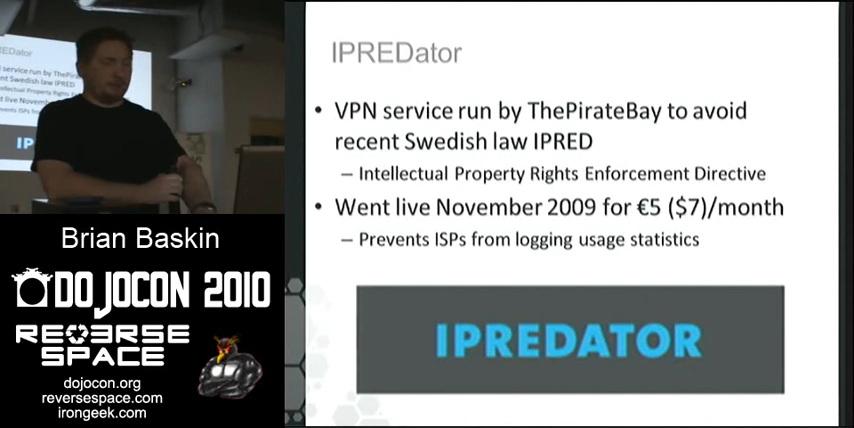 IPREDator
• VPN service run by ThePirateBay to avoid
recent Swedish law IPRED
– Intellectual Property Rights Enforcement Directive
• Went live November 2009 for €5 ($7)/month
– Prevents ISPs from logging usage statistics
IPREDATOR
Brian Baskin
DOJOCON 2010
REVERSE
SPACE
dojocon.org
reversespace.com
irongeek.com